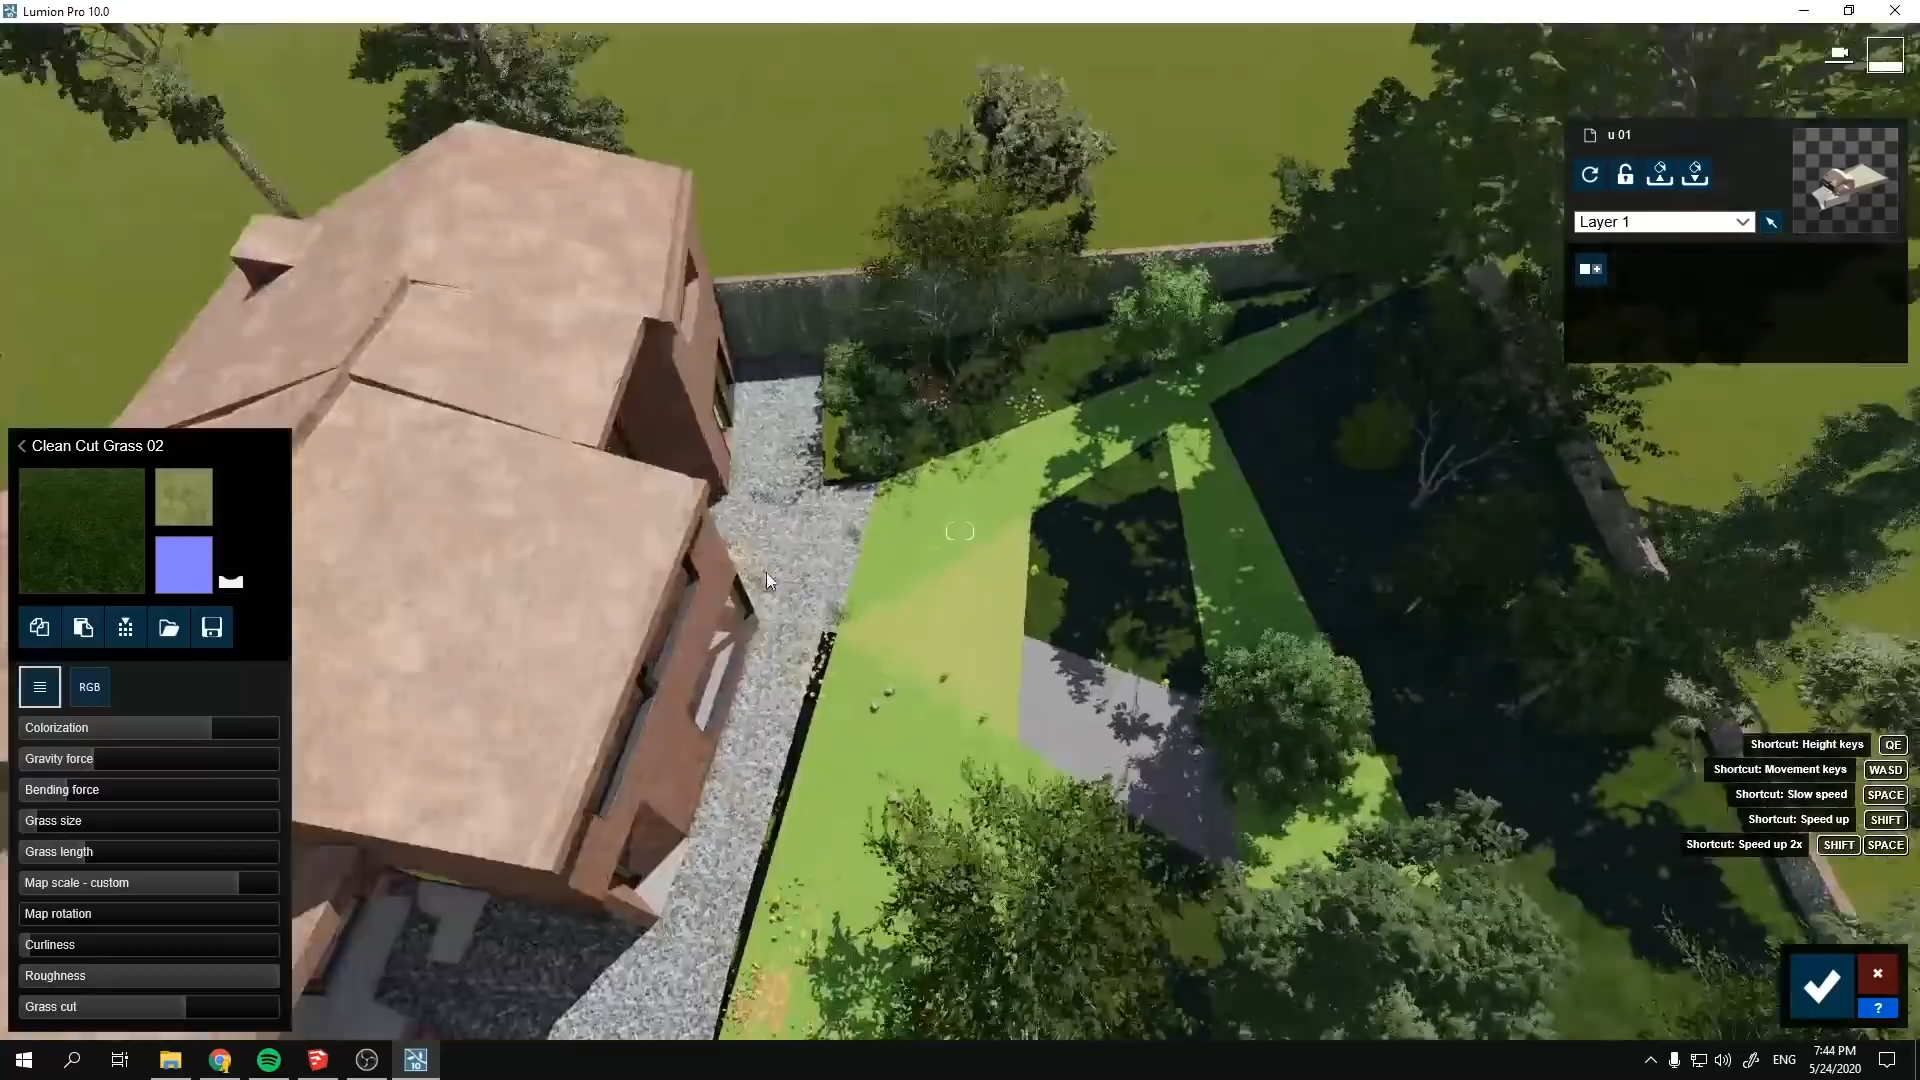 Lumion Pro 10.0
u 01
Layer 1
Clean Cut Grass 02
RGB
Colorization
Gravity force
Bending force
Grass size
Grass length
Map scale - custom
Map rotation
Curliness
Roughness
Grass cut
Shortcut: Height keys QE
Shortcut: Movement keys WASD
Shortcut: Slow speed SPACE
Shortcut: Speed up SHIFT
Shortcut: Speed up 2x SHIFT SPACE
?
10
ENG
7:44 PM
5/24/2020